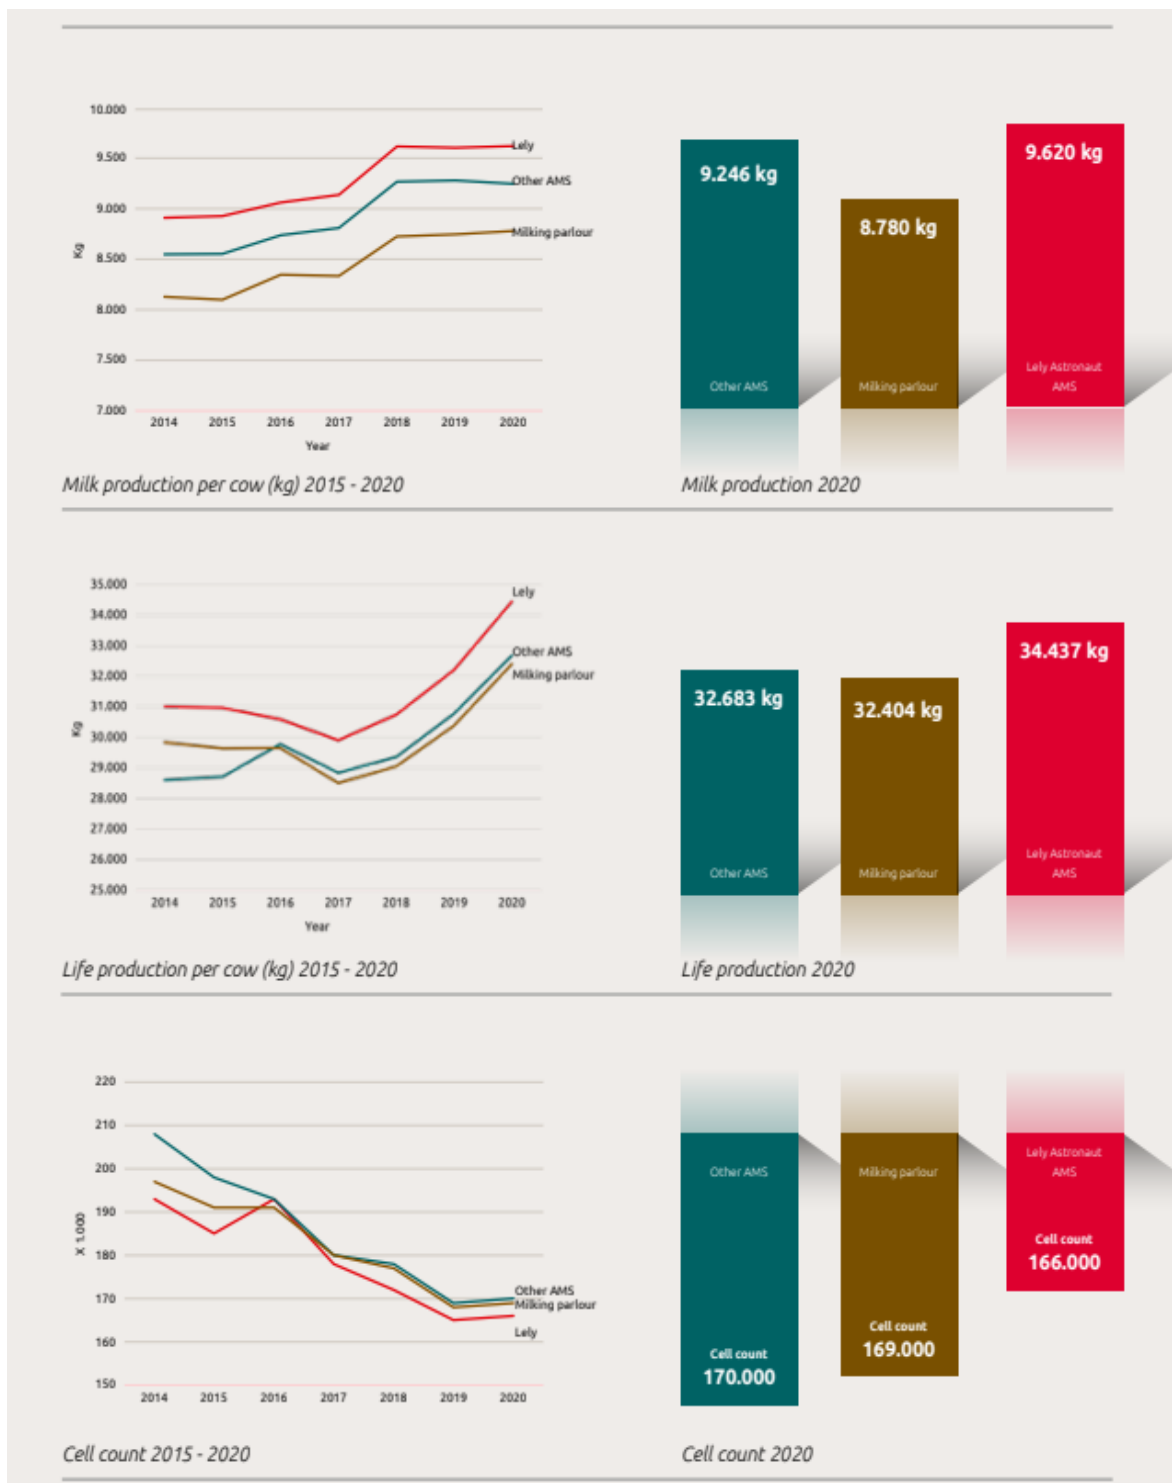 10.000
9.500
9.000
8.500
8.000
7.500
7.000
Kg
Lely
Other AMS
Milking parlour
2014 2015 2016 2017 2018 2019 2020
Year
Milk production per cow (kg) 2015 - 2020
9.246 kg
Other AMS
8.780 kg
Milking parlour
9.620 kg
Lely Astronaut
AMS
Milk production 2020
35.000
34.000
33.000
32.000
31.000
30.000
29.000
28.000
27.000
26.000
25.000
Kg
Lely
Other AMS
Milking parlour
2014 2015 2016 2017 2018 2019 2020
Year
Life production per cow (kg) 2015 - 2020
32.683 kg
Other AMS
32.404 kg
Milking parlour
34.437 kg
Lely Astronaut
AMS
Life production 2020
220
210
200
190
180
170
160
150
X 1.000
Other AMS
Milking parlour
Lely
2014 2015 2016 2017 2018 2019 2020
Cell count 2015 - 2020
Other AMS
Cell count
170.000
Milking parlour
Cell count
169.000
Lely Astronaut
AMS
Cell count
166.000
Cell count 2020